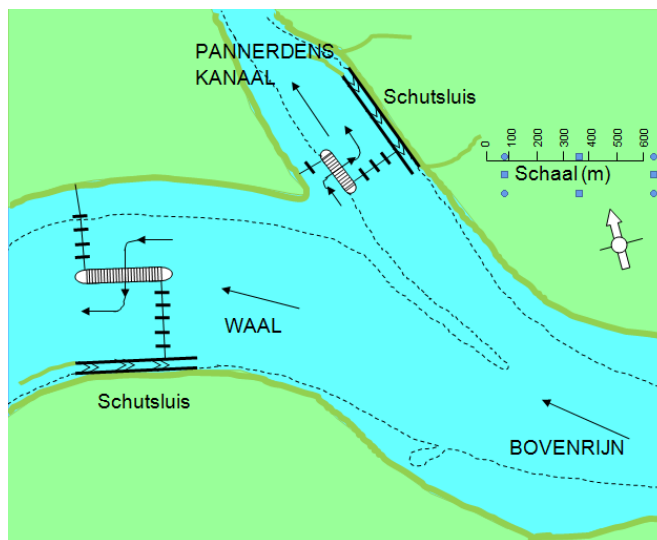 PANNERDENS
KANAAL
Schutsluis
0
100
200
300
400
500
600
Schaal (m)
WAAL
Schutsluis
BOVENRIJN